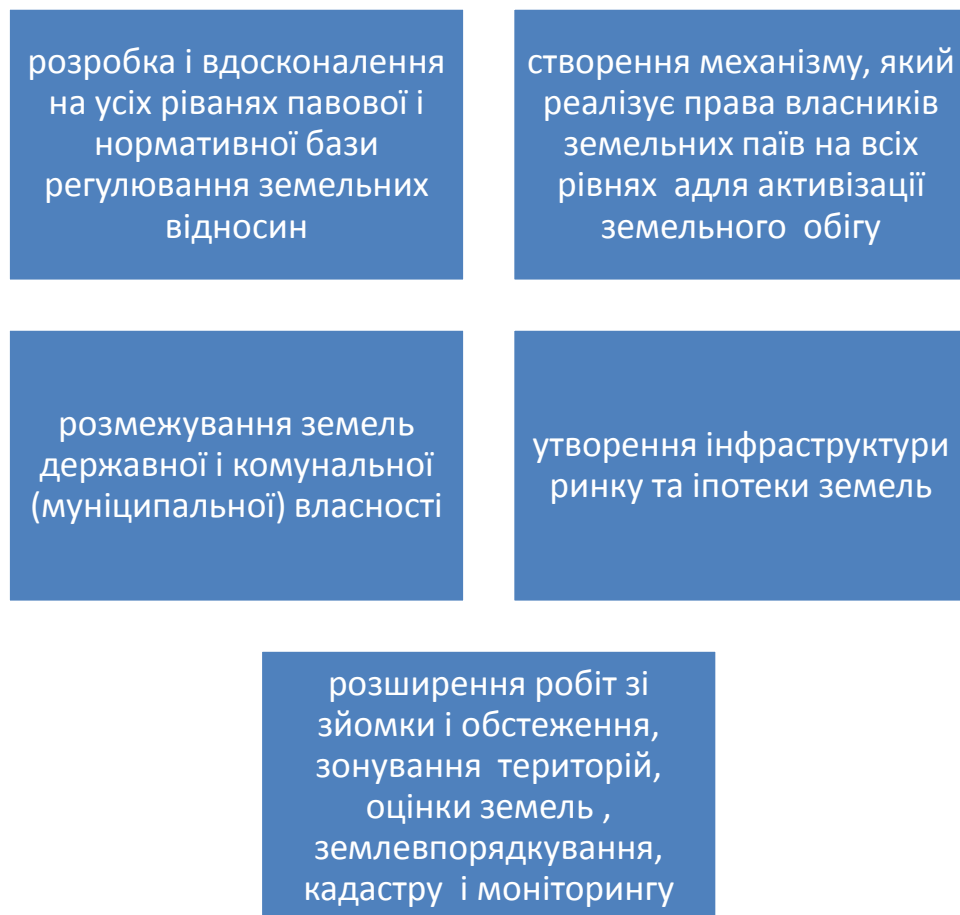 розробка і вдосконалення
на усіх ріванях павової і
нормативної бази
регулювання земельних
відносин
створення механізму, який
реалізує права власників
земельних паїв на всіх
рівнях адля активізації
земельного обігу
розмежування земель
державної і комунальної
(муніципальної) власності
утворення інфраструктури
ринку та іпотеки земель
розширення робіт зі
зйомки і обстеження,
зонування територій,
оцінки земель ,
землевпорядкування,
кадастру і моніторингу